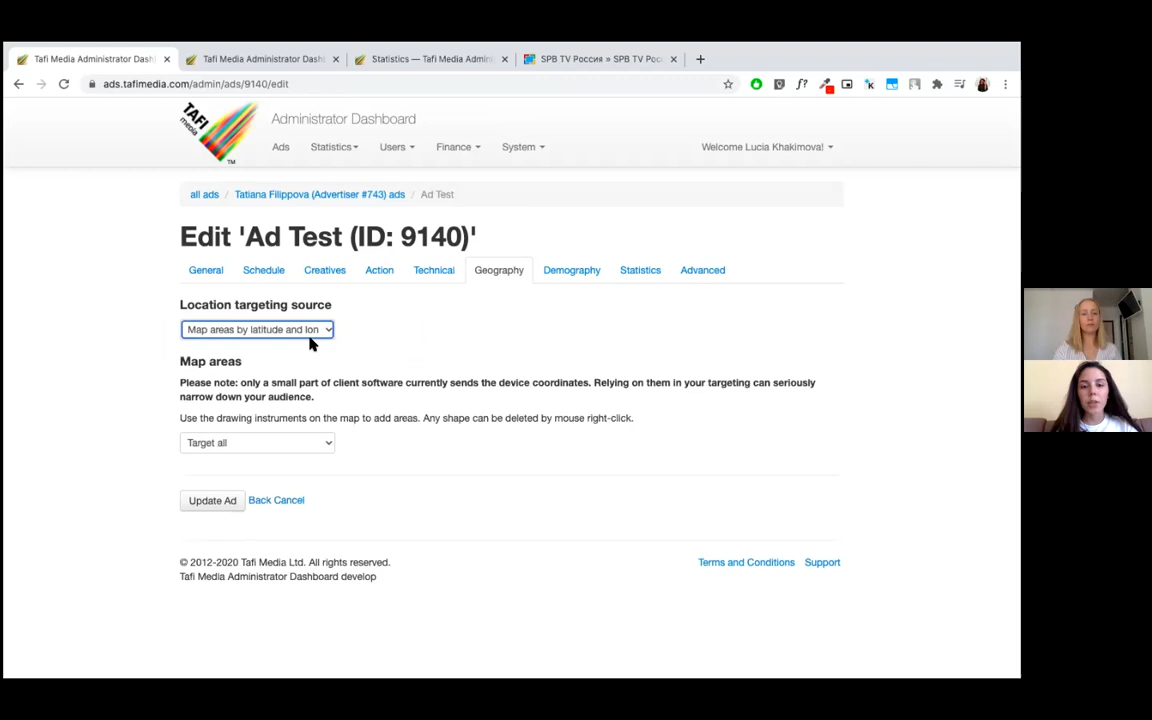 Tafi Media Administrator Dash
Tafi Media Administrator Dash
Statistics — Tafi Media Admin
SPB TV Россия » SPB TV Рос
ads.tafimedia.com/admin/ads/9140/edit
TAFI
media
TM
Administrator Dashboard
Ads Statistics Users Finance System Welcome Lucia Khakimova!
all ads / Tatiana Filippova (Advertiser #743) ads / Ad Test
Edit 'Ad Test (ID: 9140)'
General Schedule Creatives Action Technical Geography Demography Statistics Advanced
Location targeting source
Map areas by latitude and lon
Map areas
Please note: only a small part of client software currently sends the device coordinates. Relying on them in your targeting can seriously
narrow down your audience.
Use the drawing instruments on the map to add areas. Any shape can be deleted by mouse right-click.
Target all
Update Ad Back Cancel
© 2012-2020 Tafi Media Ltd. All rights reserved. Terms and Conditions Support
Tafi Media Administrator Dashboard develop